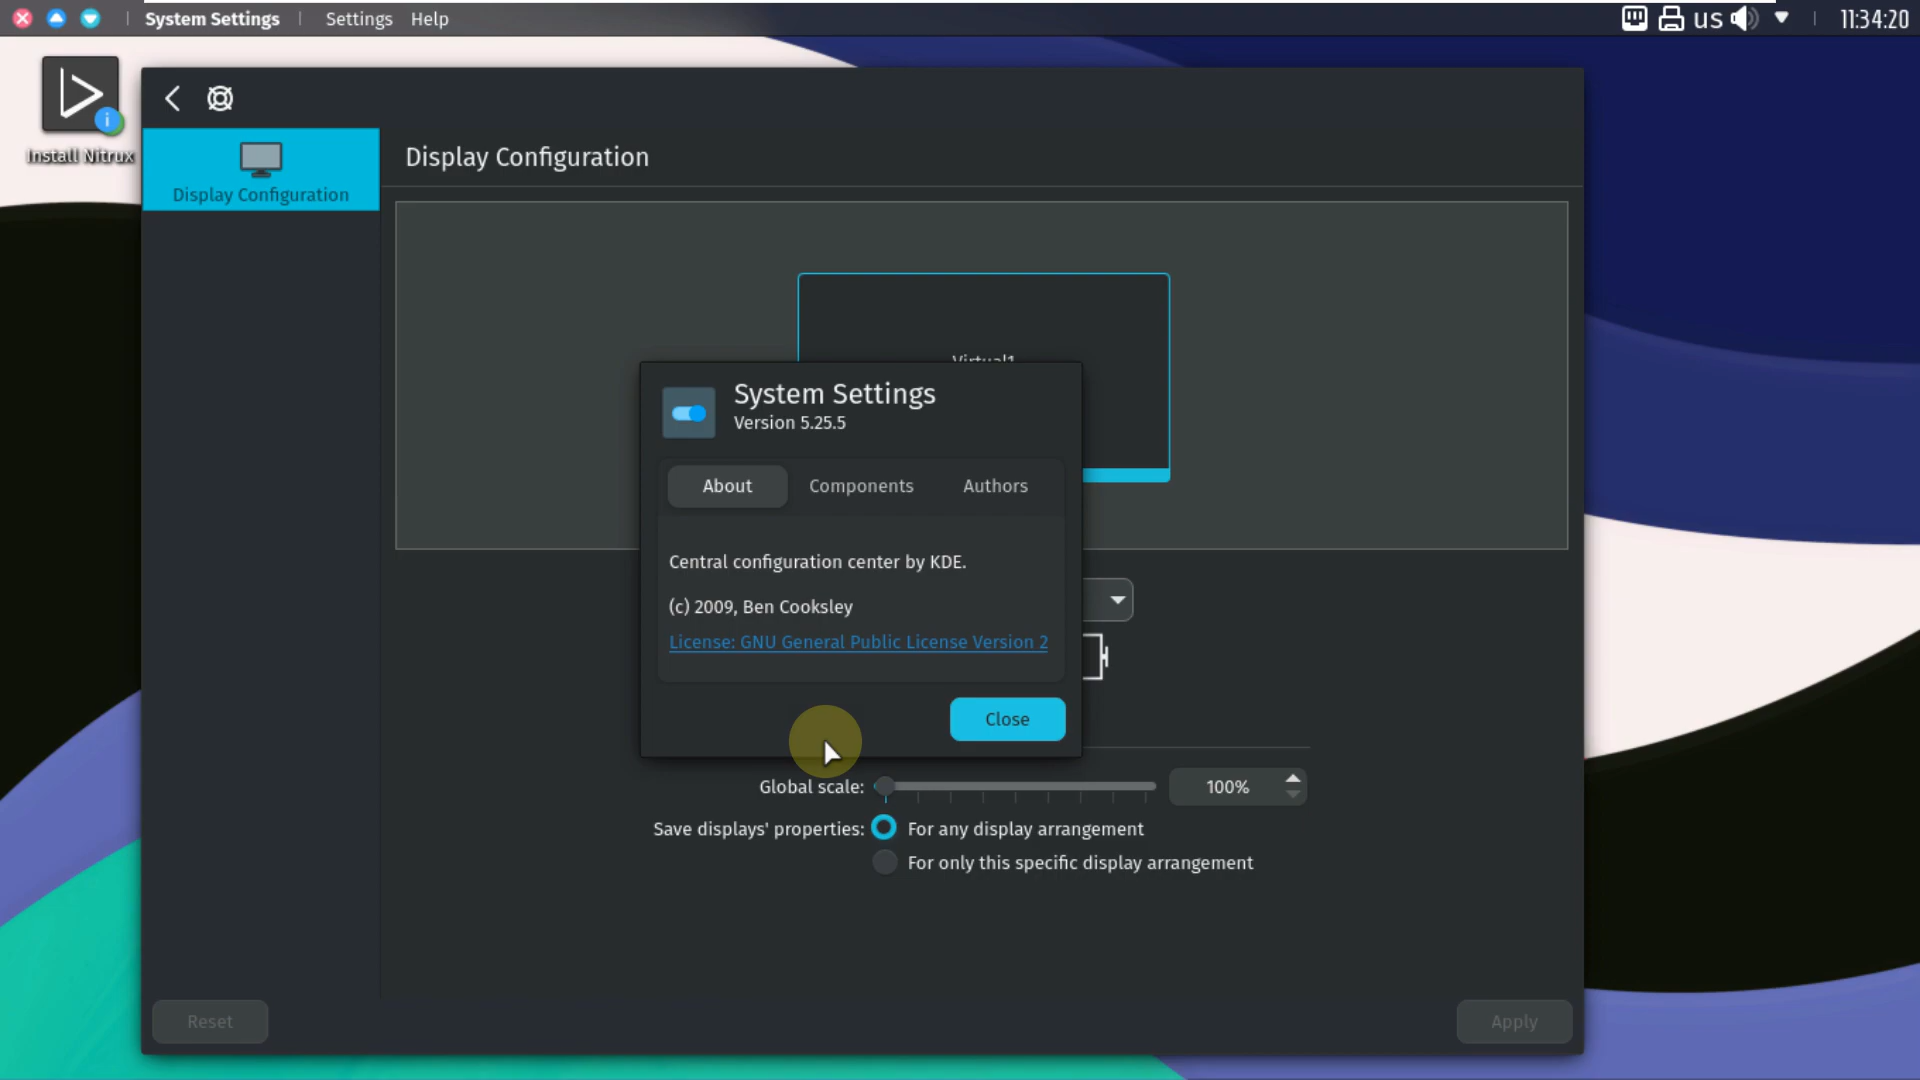 System Settings
Settings
Help
us
11:34:20
Install Nitrux
Display Configuration
Display Configuration
Virtual1
System Settings
Version 5.25.5
About
Components
Authors
Central configuration center by KDE.
(c) 2009, Ben Cooksley
License: GNU General Public License Version 2
Close
Global scale:
100%
Save displays' properties:
For any display arrangement
For only this specific display arrangement
Reset
Apply